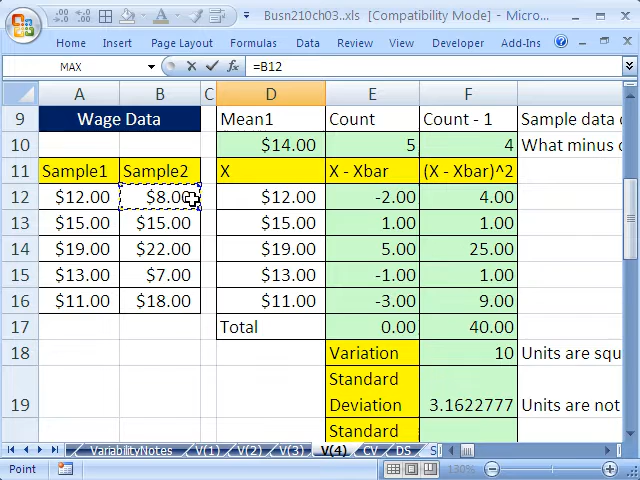 Busn210ch03..xls [Compatibility Mode] - Micro...
Home Insert Page Layout Formulas Data Review View Developer Add-Ins
MAX =B12
A B C D E F
9 Wage Data Mean1 Count Count - 1 Sample data
10 $14.00 5 4 What minus
11 Sample1 Sample2 X X - Xbar (X - Xbar)^2
12 $12.00 $8.00 $12.00 -2.00 4.00
13 $15.00 $15.00 $15.00 1.00 1.00
14 $19.00 $22.00 $19.00 5.00 25.00
15 $13.00 $7.00 $13.00 -1.00 1.00
16 $11.00 $18.00 $11.00 -3.00 9.00
17 Total 0.00 40.00
18 Variation 10 Units are squ
Standard
19 Deviation 3.1622777 Units are not
Standard
VariabilityNotes V(1) V(2) V(3) V(4) CV DS S
Point 130%